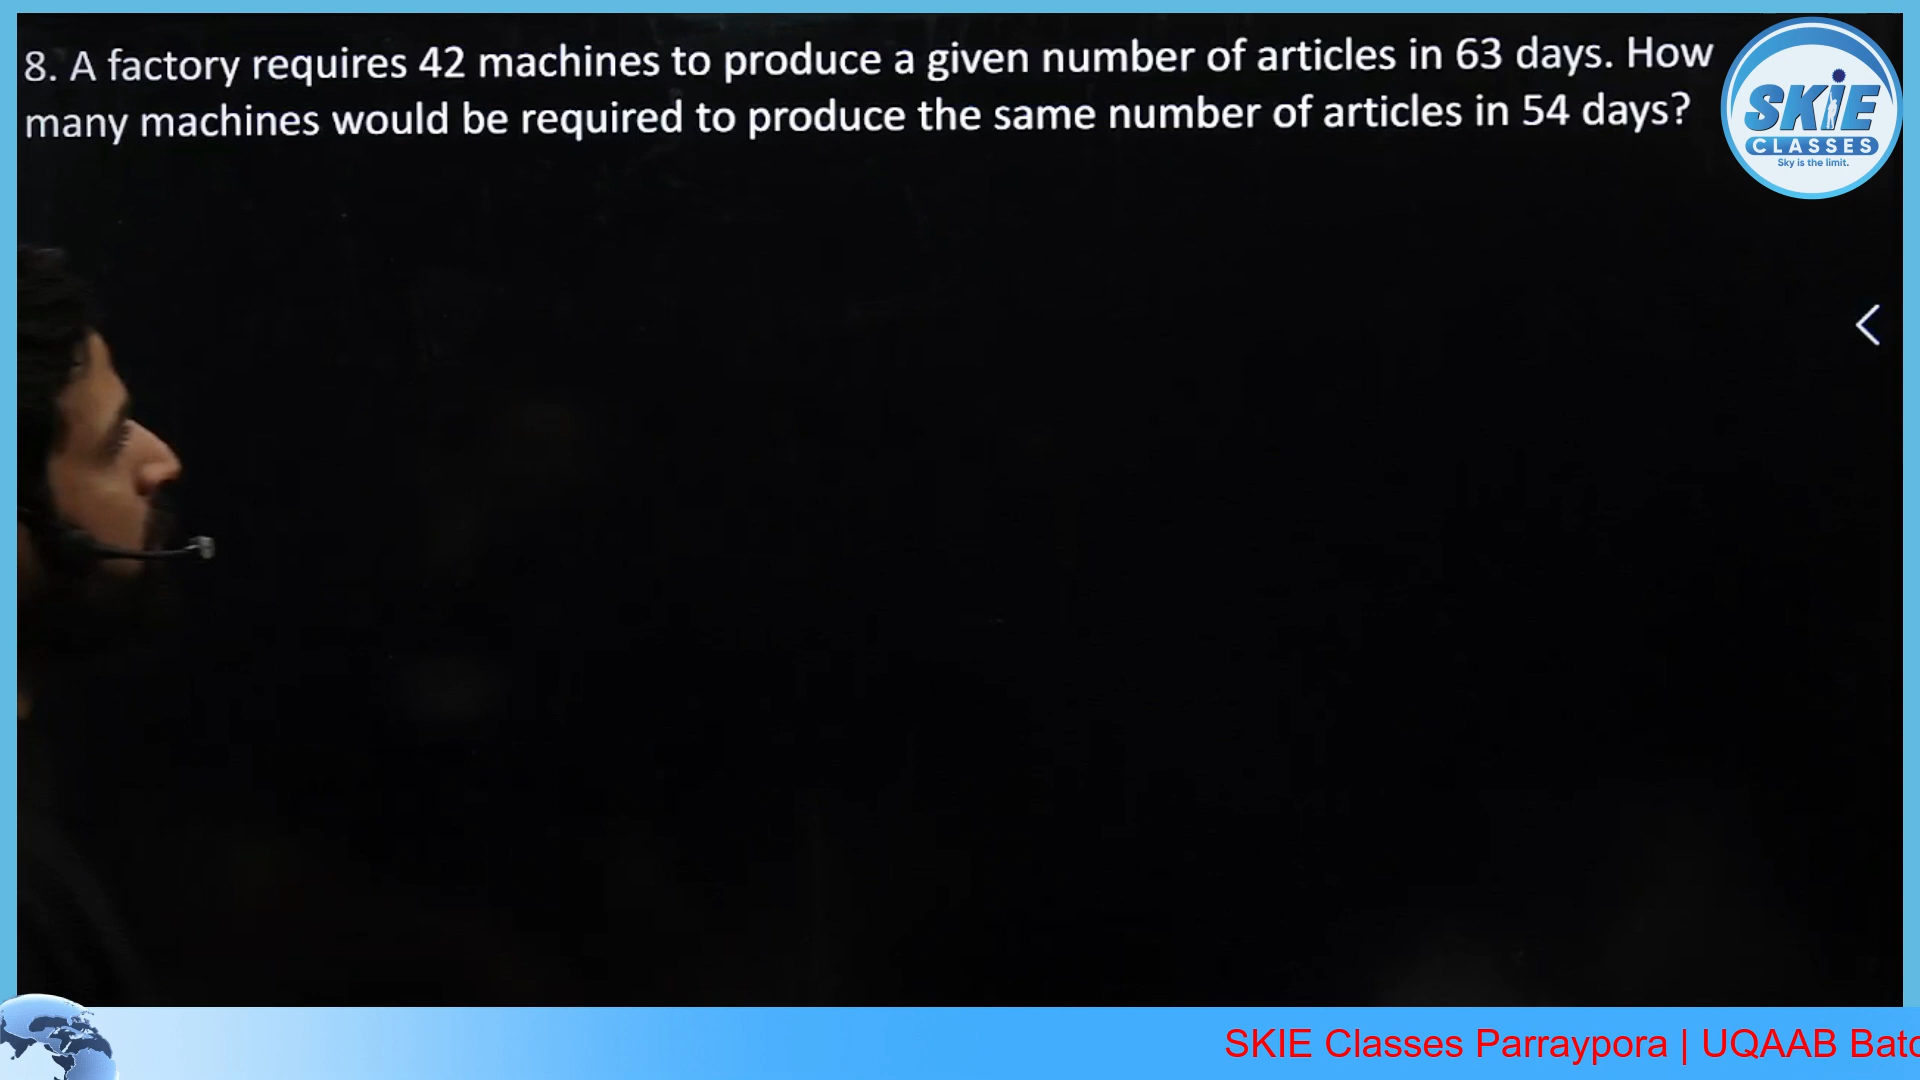 8. A factory requires 42 machines to produce a given number of articles in 63 days. How
many machines would be required to produce the same number of articles in 54 days?
SKIE
CLASSES
Sky is the limit.
SKIE Classes Parraypora | UQAAB Batc